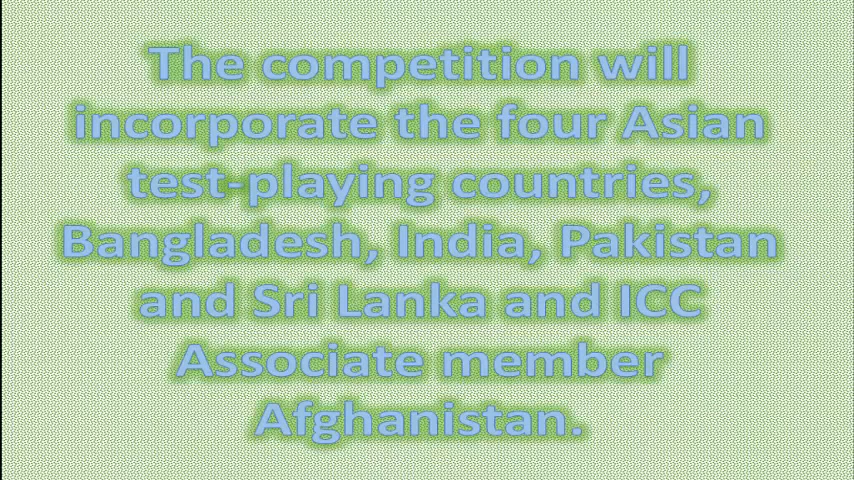 The competition will
incorporate the four Asian
test-playing countries,
Bangladesh, India, Pakistan
and Sri Lanka and ICC
Associate member
Afghanistan.